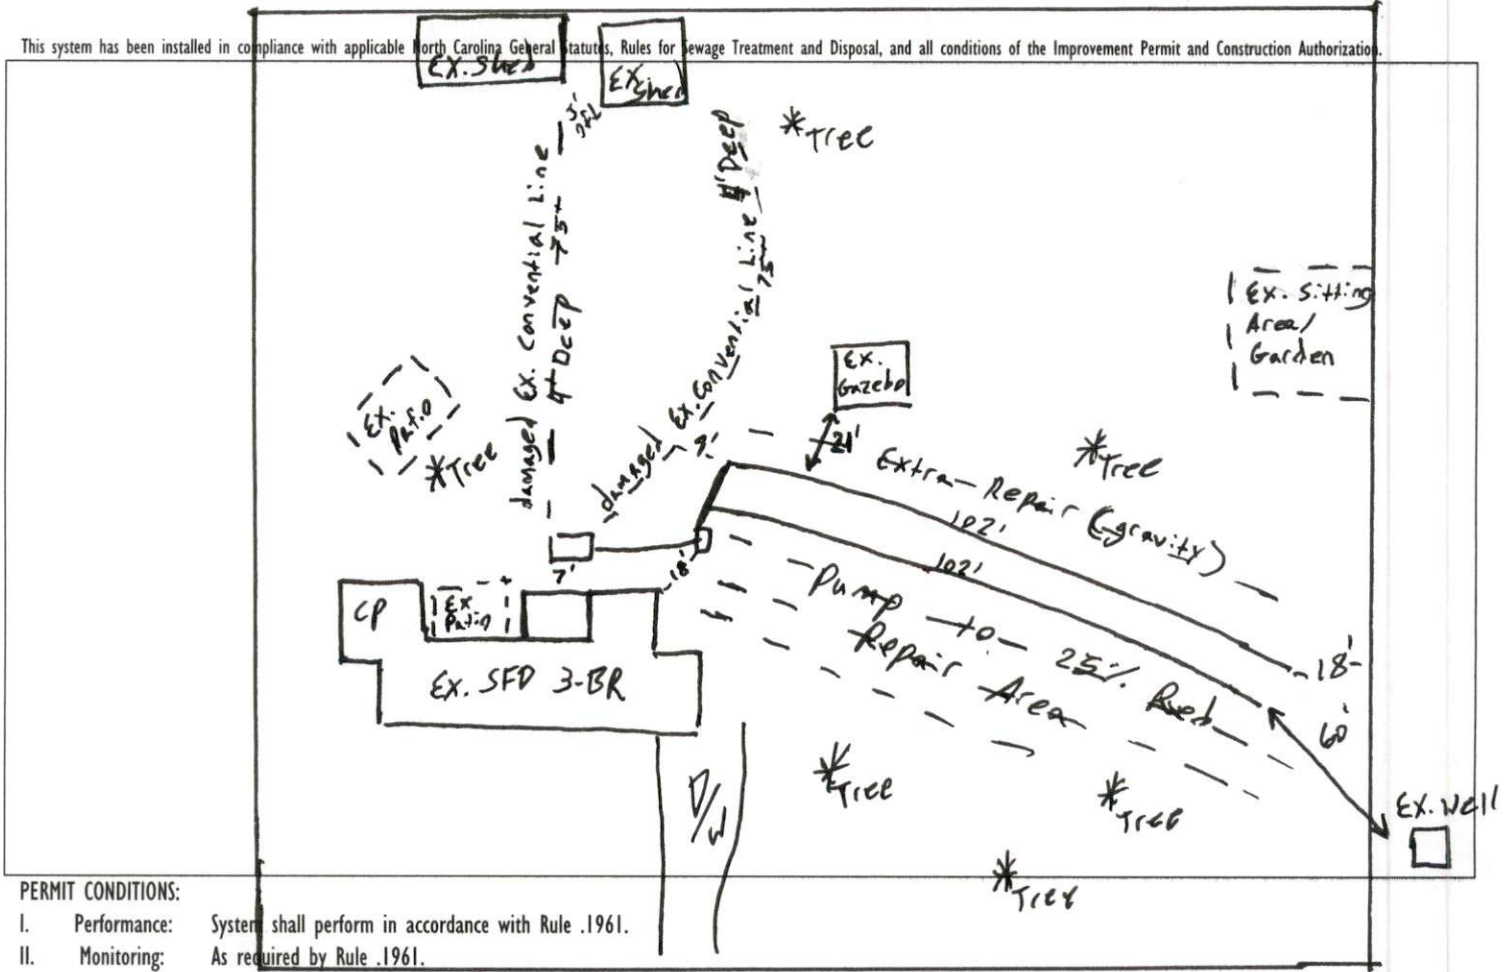 This system has been installed in compliance with applicable North Carolina General Statutes, Rules for Sewage Treatment and Disposal, and all conditions of the Improvement Permit and Construction Authorization.
EX. Shed
EX.
Shed
*Tree
damaged Ex. Convential Line
4' Deep 75'
damaged Ex. Convential Line 4' Deep
75'
Ex. Sitting
Area/
Garden
EX.
Gazebo
EX.
Patio
*Tree
9'
21'
*Tree
Extra Repair (gravity)
102'
102'
7'
18'
CP
EX
Patio
Pump to 25% Red.
Repair Area
18'
60'
EX. SFD 3-BR
D/W
*Tree
*Tree
EX. Well
*Tree
PERMIT CONDITIONS:
I. Performance: System shall perform in accordance with Rule .1961.
II. Monitoring: As required by Rule .1961.